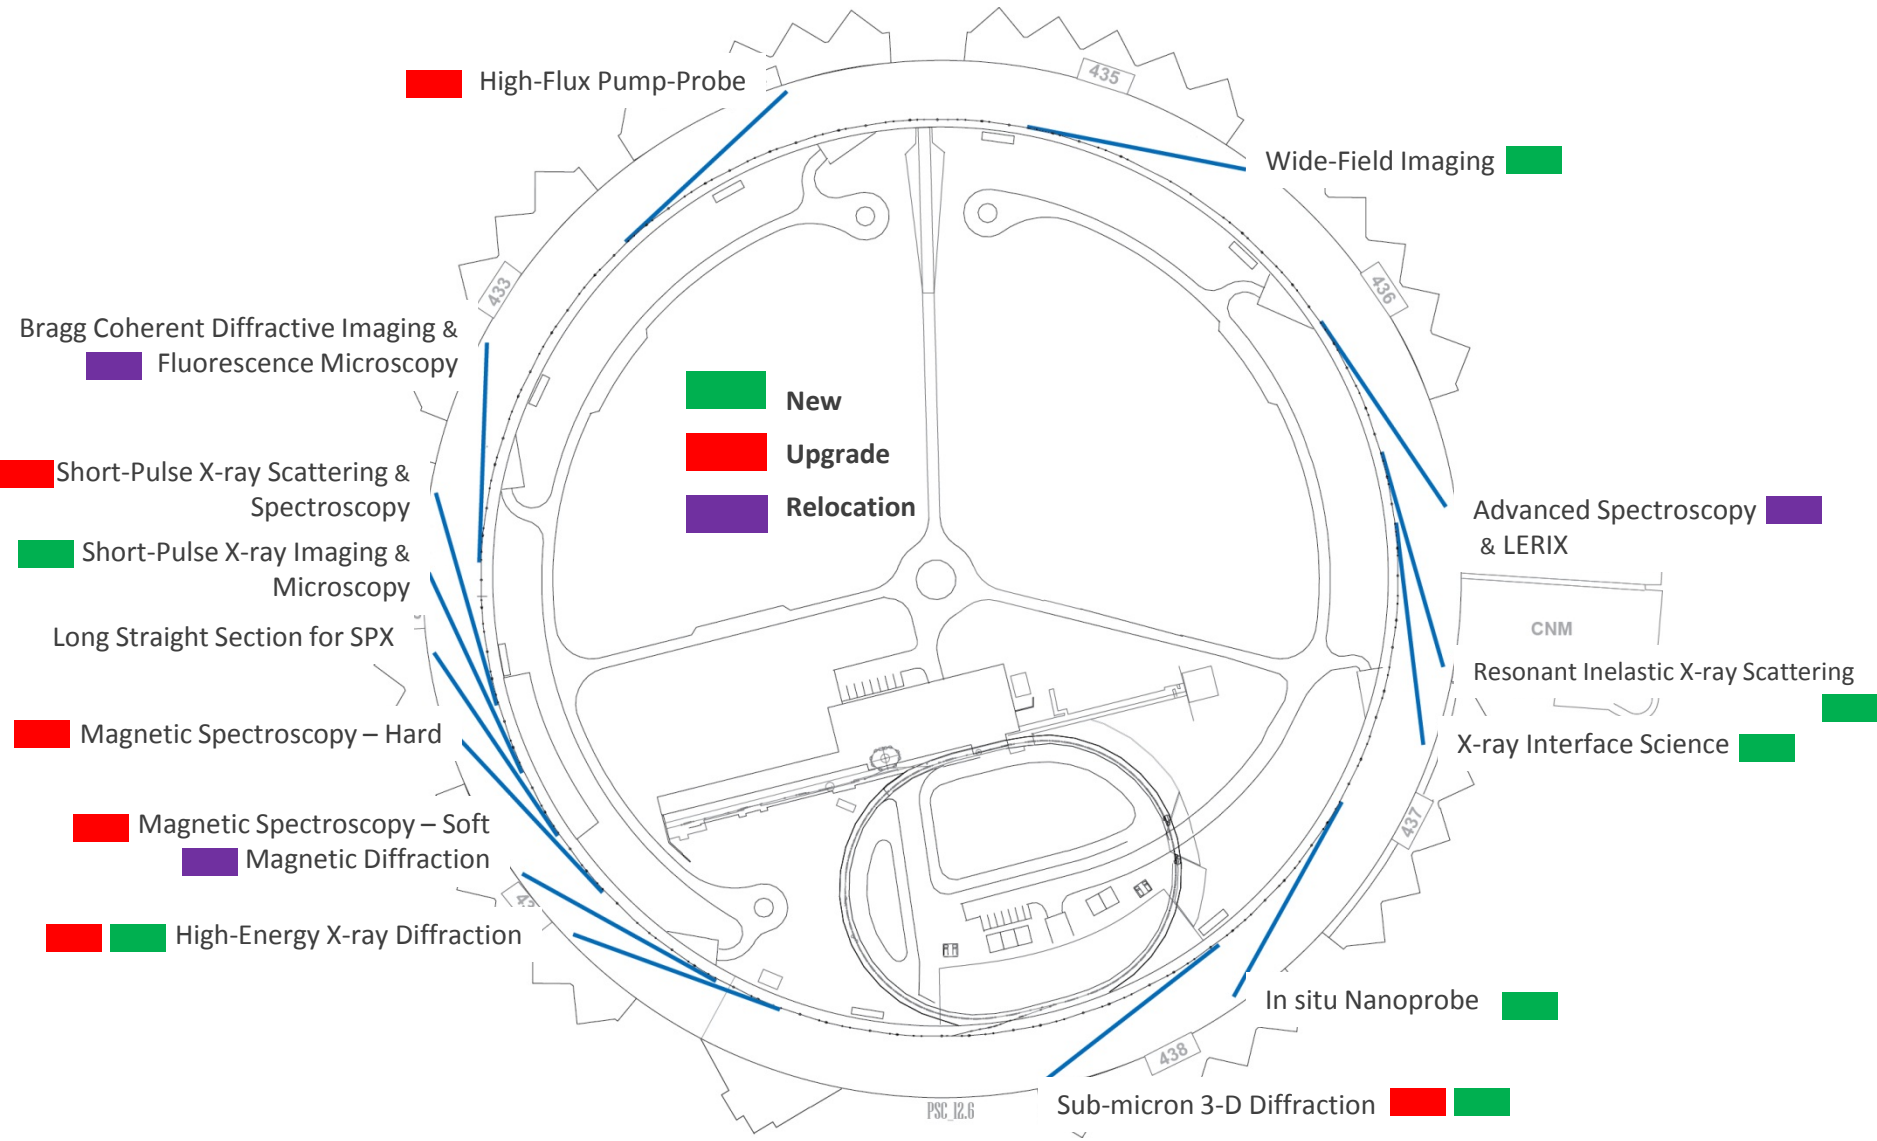 High-Flux Pump-Probe
435
Wide-Field Imaging
433
436
Bragg Coherent Diffractive Imaging &
Fluorescence Microscopy
New
Upgrade
Relocation
Short-Pulse X-ray Scattering &
Spectroscopy
Advanced Spectroscopy
& LERIX
Short-Pulse X-ray Imaging &
Microscopy
CNM
Long Straight Section for SPX
Resonant Inelastic X-ray Scattering
Magnetic Spectroscopy – Hard
X-ray Interface Science
437
Magnetic Spectroscopy – Soft
Magnetic Diffraction
High-Energy X-ray Diffraction
In situ Nanoprobe
438
Sub-micron 3-D Diffraction
PSC_12.6